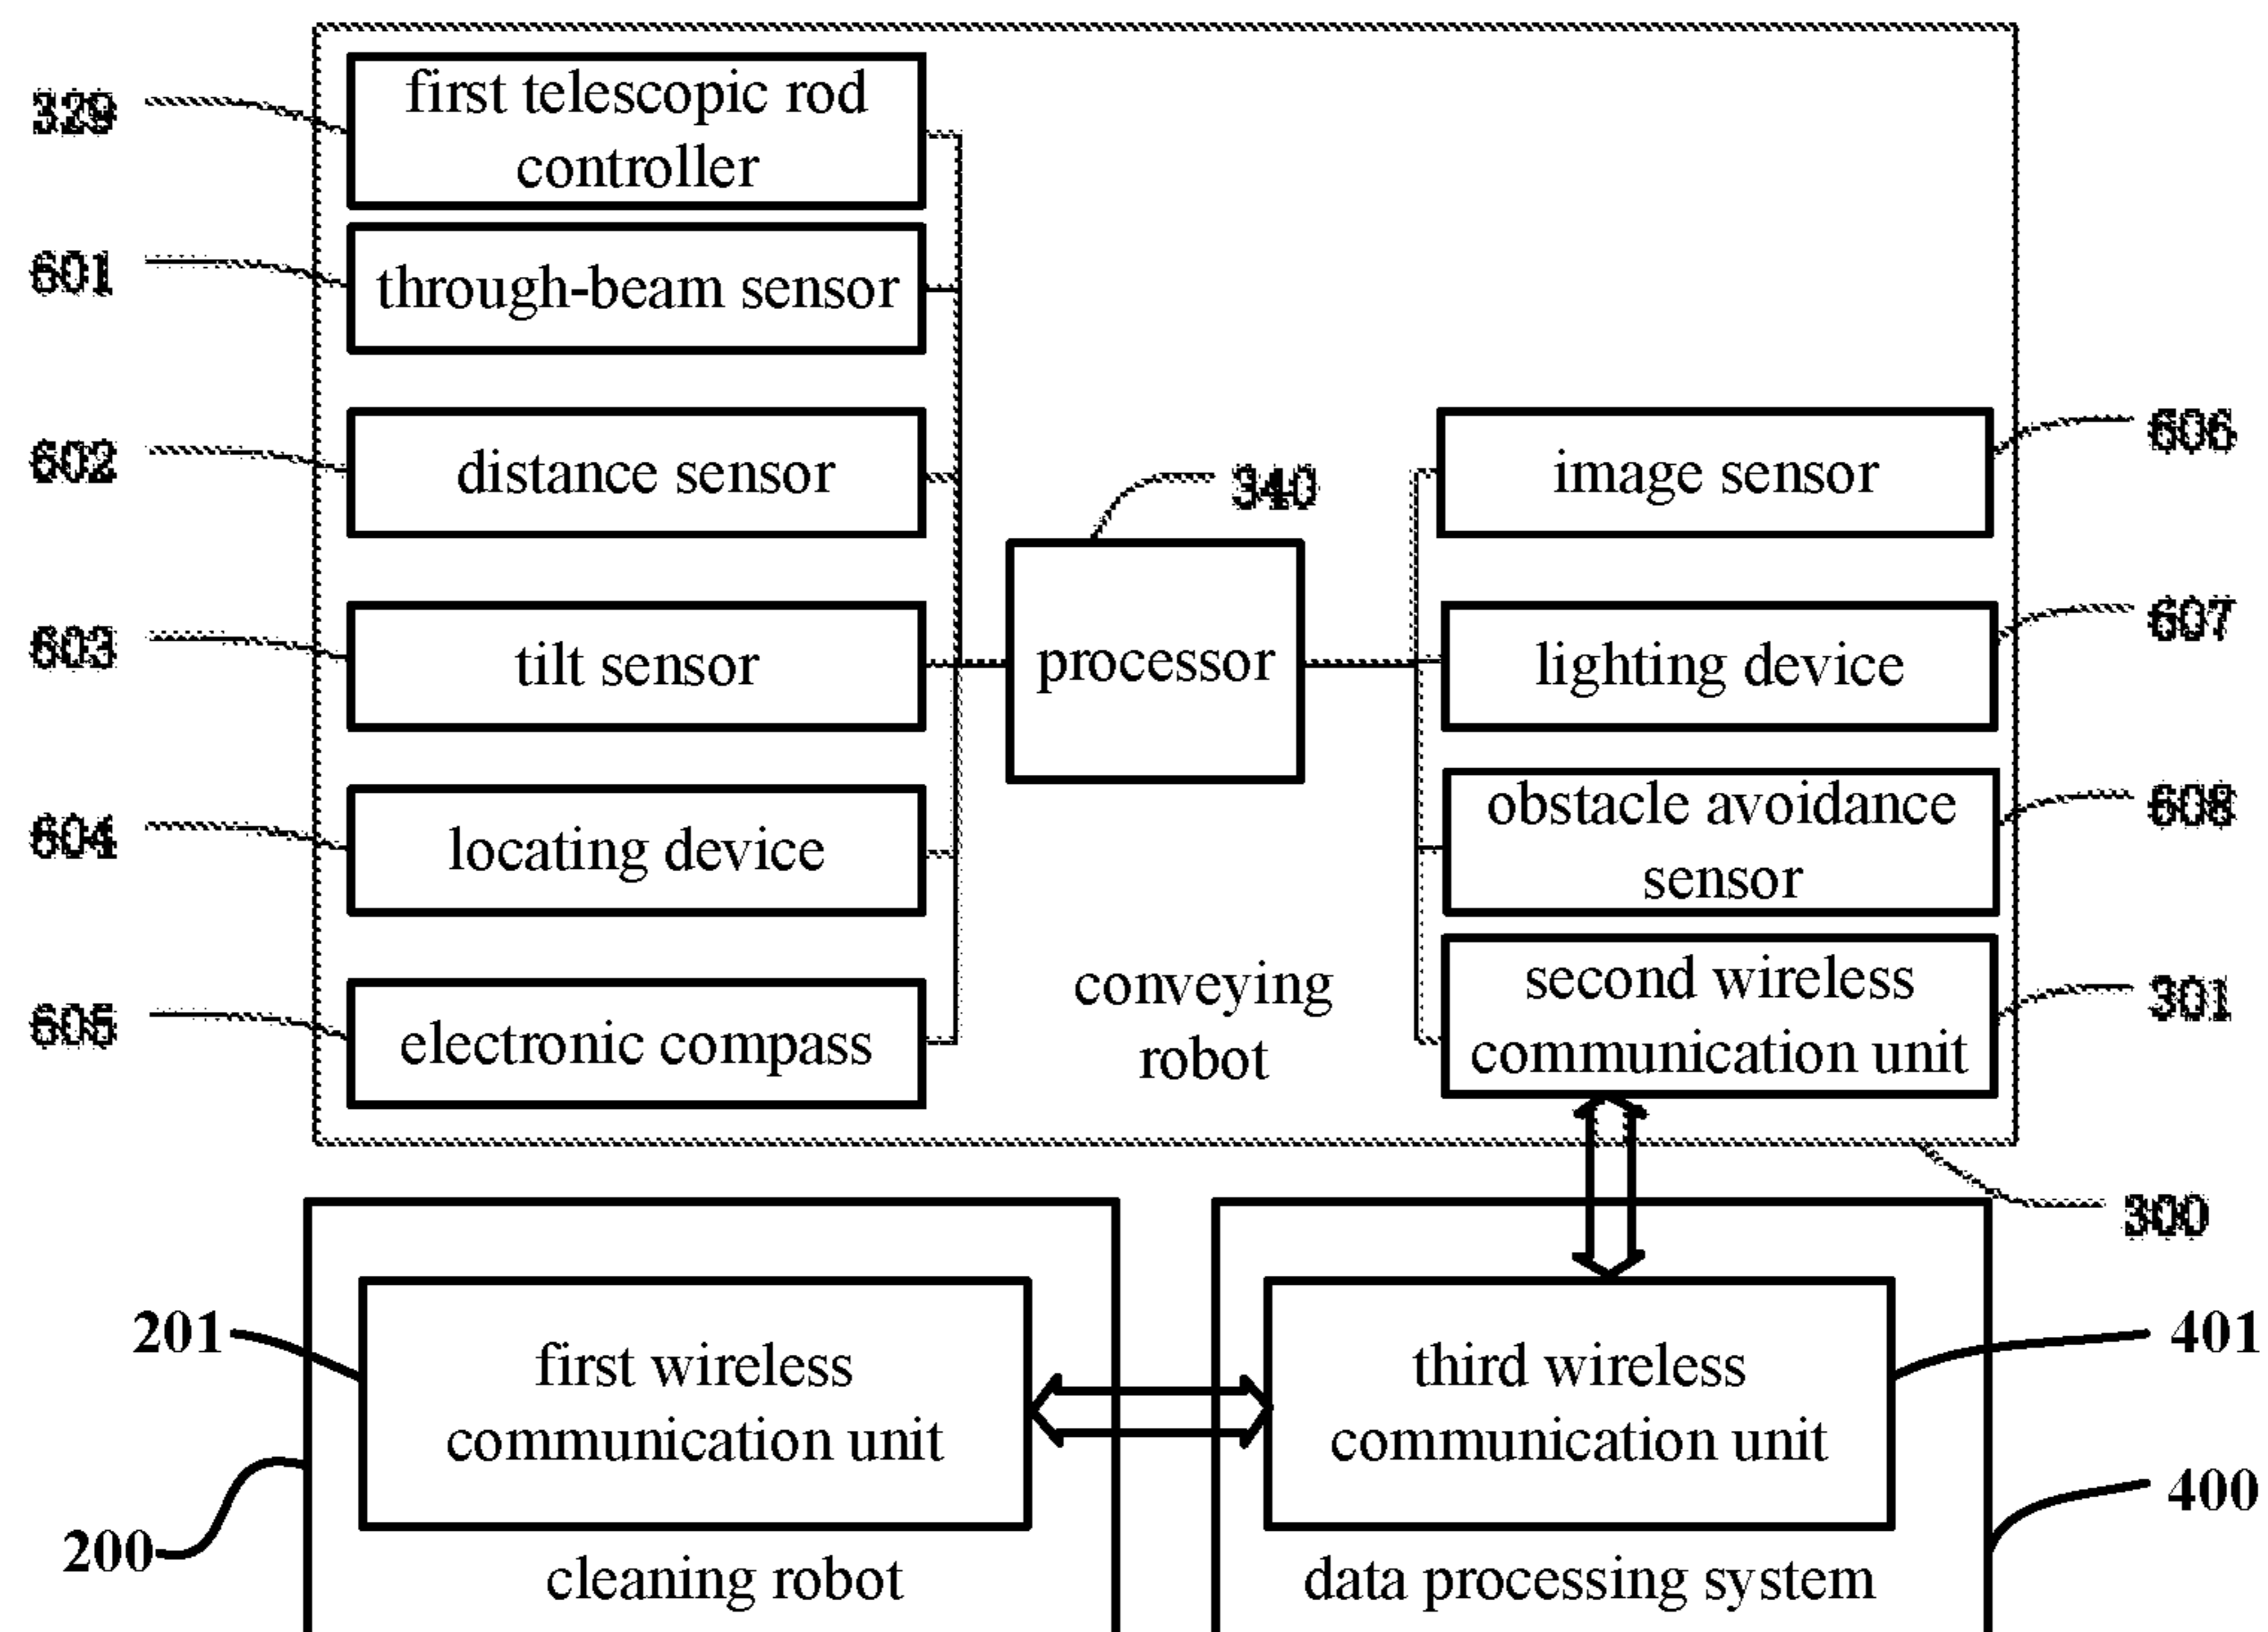 first telescopic rod
controller
601
through-beam sensor
602
distance sensor
603
tilt sensor
604
locating device
605
electronic compass
340
processor
conveying
robot
606
image sensor
607
lighting device
608
obstacle avoidance
sensor
301
second wireless
communication unit
300
201
first wireless
communication unit
200
cleaning robot
401
third wireless
communication unit
400
data processing system